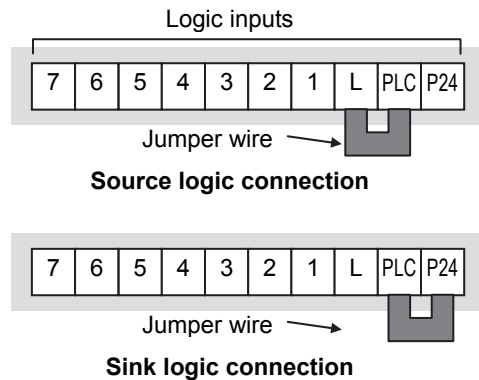 Logic inputs
7 6 5 4 3 2 1 L PLC P24
Jumper wire
Source logic connection
7 6 5 4 3 2 1 L PLC P24
Jumper wire
Sink logic connection